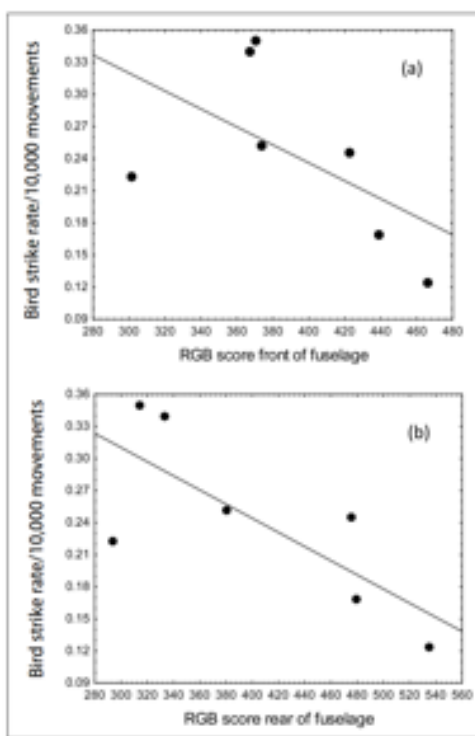 0.36
0.33
0.30
0.27
0.24
0.21
0.18
0.15
0.12
0.09
Bird strike rate/10,000 movements
(a)
280 300 320 340 360 380 400 420 440 460 480
RGB score front of fuselage
0.36
0.33
0.30
0.27
0.24
0.21
0.18
0.15
0.12
0.09
Bird strike rate/10,000 movements
(b)
280 300 320 340 360 380 400 420 440 460 480 500 520 540 560
RGB score rear of fuselage